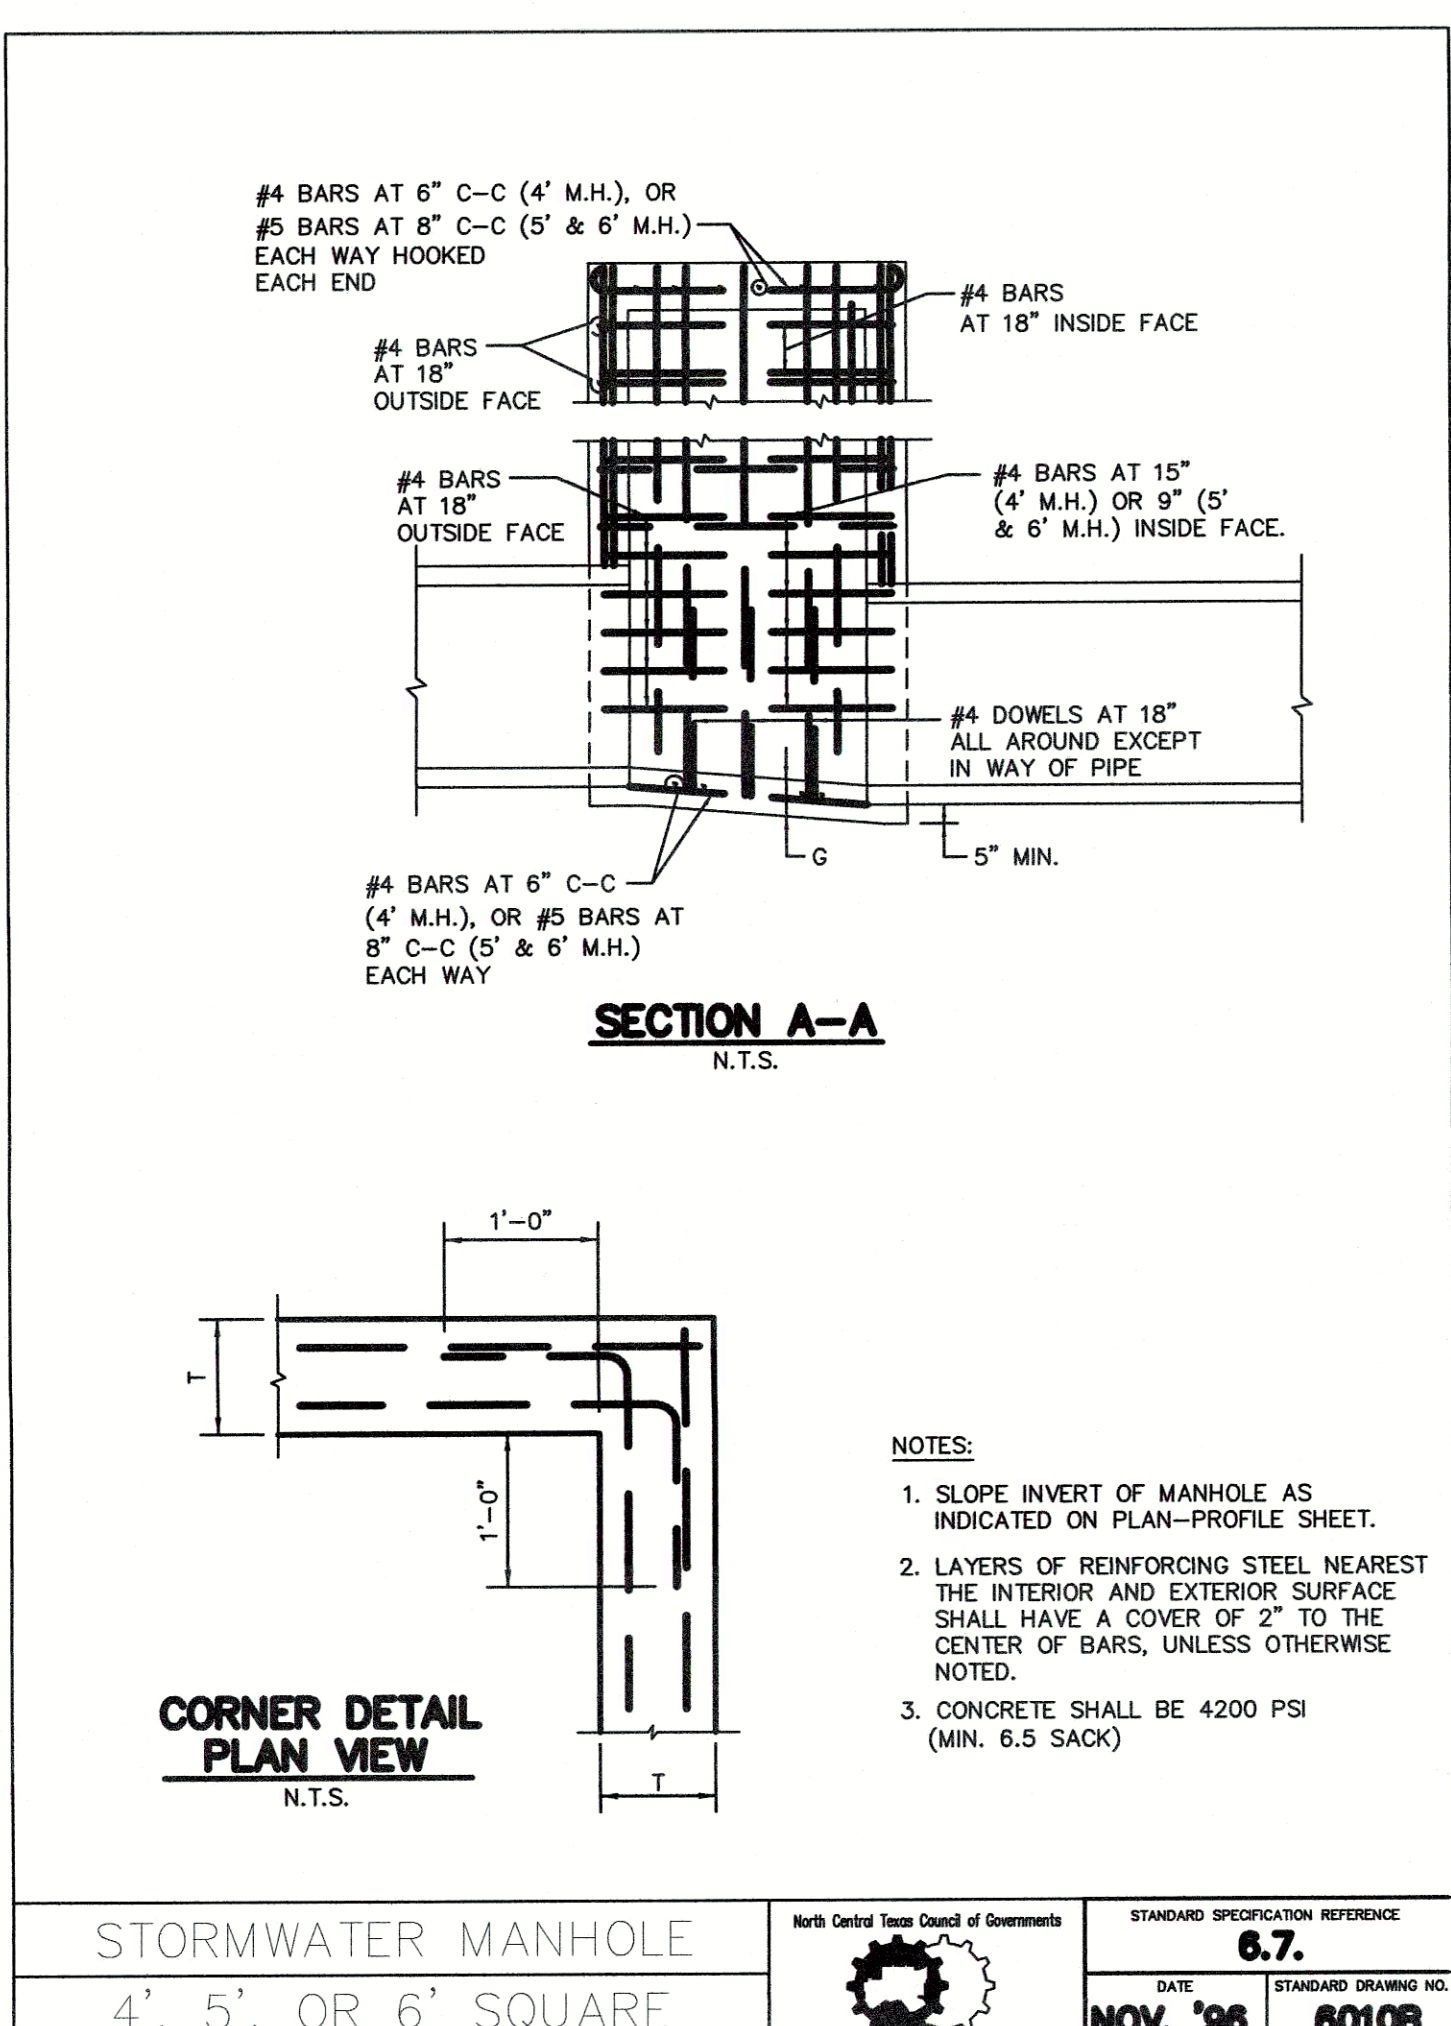 #4 BARS AT 6” C–C (4’ M.H.), OR
#5 BARS AT 8” C–C (5’ & 6’ M.H.)
EACH WAY HOOKED
EACH END
#4 BARS
AT 18” INSIDE FACE
#4 BARS
AT 18”
OUTSIDE FACE
#4 BARS
AT 18”
OUTSIDE FACE
#4 BARS AT 15”
(4’ M.H.) OR 9” (5’
& 6’ M.H.) INSIDE FACE.
#4 DOWELS AT 18”
ALL AROUND EXCEPT
IN WAY OF PIPE
G
5” MIN.
#4 BARS AT 6” C–C
(4’ M.H.), OR #5 BARS AT
8” C–C (5’ & 6’ M.H.)
EACH WAY
SECTION A–A
N.T.S.
1’–0”
T
1’–0”
CORNER DETAIL
PLAN VIEW
N.T.S.
T
NOTES:
1. SLOPE INVERT OF MANHOLE AS
INDICATED ON PLAN–PROFILE SHEET.
2. LAYERS OF REINFORCING STEEL NEAREST
THE INTERIOR AND EXTERIOR SURFACE
SHALL HAVE A COVER OF 2” TO THE
CENTER OF BARS, UNLESS OTHERWISE
NOTED.
3. CONCRETE SHALL BE 4200 PSI
(MIN. 6.5 SACK)
STORMWATER MANHOLE
4’, 5’, OR 6’ SQUARE
North Central Texas Council of Governments
STANDARD SPECIFICATION REFERENCE
6.7.
DATE
NOV. ’96
STANDARD DRAWING NO.
6010B